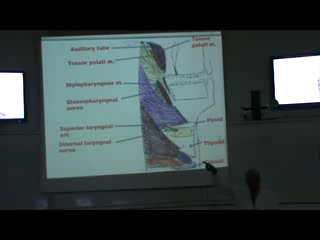 Auditory tube
Tensor palati m.
Stylopharyngeus m
Glossopharyngeal
nerve
Superior laryngeal
art.
Internal laryngeal
nerve
Tensor
palati m.
Hyoid
Thyroid